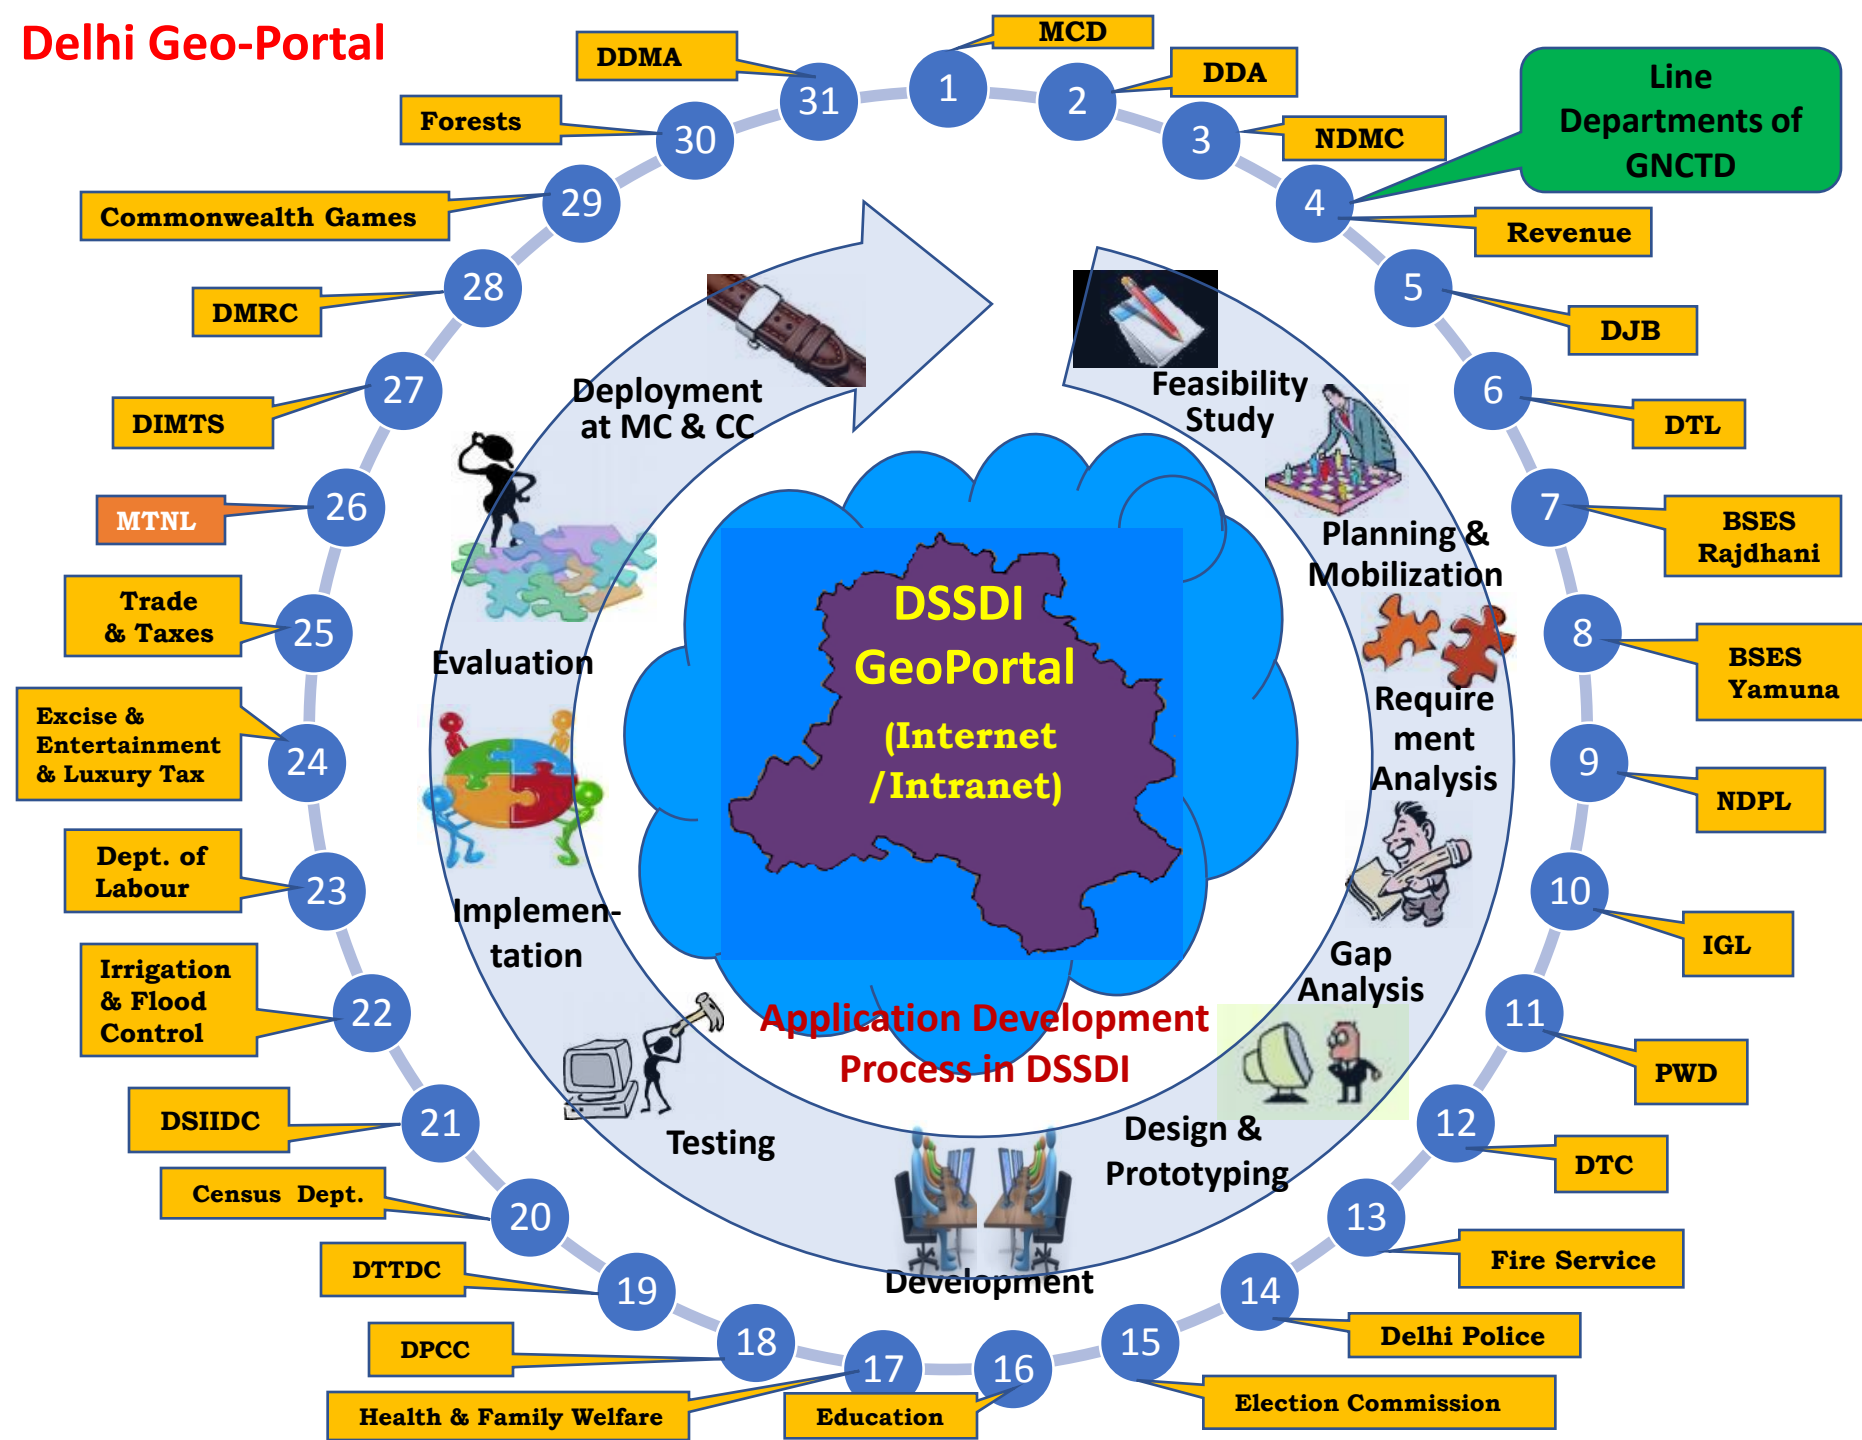 Delhi Geo-Portal
MCD
1
DDA
2
NDMC
3
Line
Departments of
GNCTD
4
Revenue
5
DJB
6
DTL
7
BSES
Rajdhani
8
BSES
Yamuna
9
NDPL
10
IGL
11
PWD
12
DTC
13
Fire Service
14
Delhi Police
15
Election Commission
16
Education
17
Health & Family Welfare
18
DPCC
19
DTTDC
20
Census Dept.
21
DSIIDC
22
Irrigation
& Flood
Control
23
Dept. of
Labour
24
Excise &
Entertainment
& Luxury Tax
25
Trade
& Taxes
26
MTNL
27
DIMTS
28
DMRC
29
Commonwealth Games
30
Forests
31
DDMA
Feasibility
Study
Planning &
Mobilization
Require
ment
Analysis
Gap
Analysis
Design &
Prototyping
Development
Testing
Implemen-
tation
Evaluation
Deployment
at MC & CC
DSSDI
GeoPortal
(Internet
/Intranet)
Application Development
Process in DSSDI